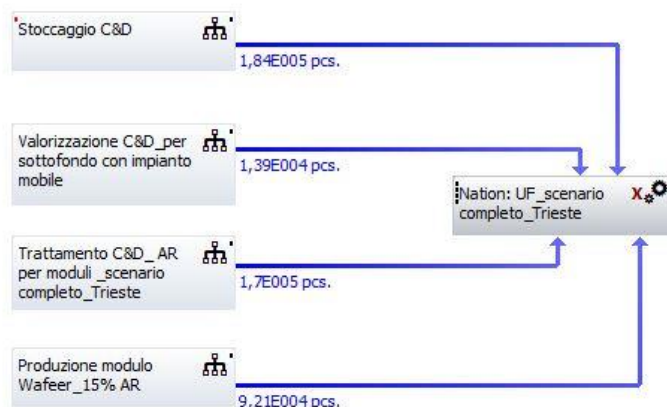 Stoccaggio C&D
1,84E005 pcs.
Valorizzazione C&D_per
sottofondo con impianto
mobile
1,39E004 pcs.
Nation: UF_scenario
completo_Trieste
X
Trattamento C&D_ AR
per moduli _scenario
completo_Trieste
1,7E005 pcs.
Produzione modulo
Wafeer_15% AR
9,21E004 pcs.